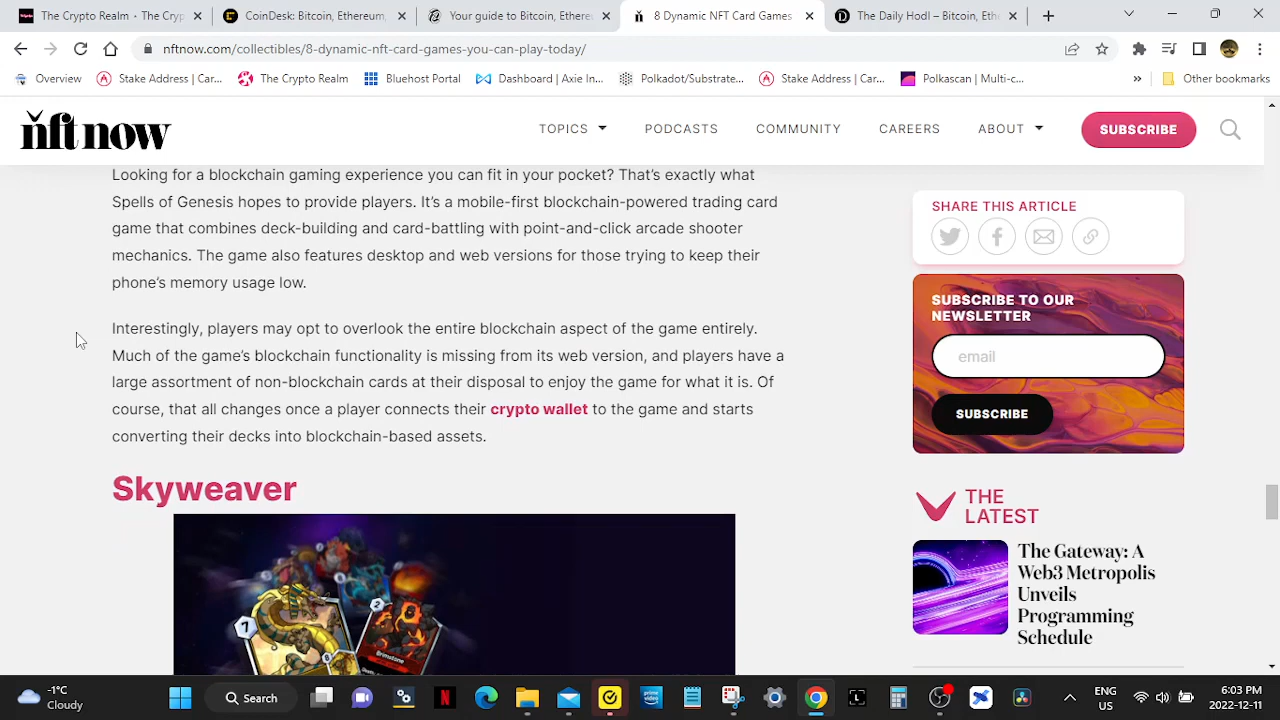 The Crypto Realm • The Cryp
CoinDesk: Bitcoin, Ethereum,
Your guide to Bitcoin, Ethere
8 Dynamic NFT Card Games
The Daily Hodl – Bitcoin, Eth
nftnow.com/collectibles/8-dynamic-nft-card-games-you-can-play-today/
Overview
Stake Address | Car...
The Crypto Realm
Bluehost Portal
Dashboard | Axie In...
Polkadot/Substrate...
Stake Address | Car...
Polkascan | Multi-c...
»
Other bookmarks
nft now
TOPICS
PODCASTS
COMMUNITY
CAREERS
ABOUT
SUBSCRIBE
Looking for a blockchain gaming experience you can fit in your pocket? That's exactly what
Spells of Genesis hopes to provide players. It's a mobile-first blockchain-powered trading card
game that combines deck-building and card-battling with point-and-click arcade shooter
mechanics. The game also features desktop and web versions for those trying to keep their
phone's memory usage low.
Interestingly, players may opt to overlook the entire blockchain aspect of the game entirely.
Much of the game's blockchain functionality is missing from its web version, and players have a
large assortment of non-blockchain cards at their disposal to enjoy the game for what it is. Of
course, that all changes once a player connects their crypto wallet to the game and starts
converting their decks into blockchain-based assets.
Skyweaver
7
2
Brimstone
SHARE THIS ARTICLE
SUBSCRIBE TO OUR
NEWSLETTER
email
SUBSCRIBE
THE
LATEST
The Gateway: A
Web3 Metropolis
Unveils
Programming
Schedule
-1°C
Cloudy
Search
prime video
ENG
US
6:03 PM
2022-12-11